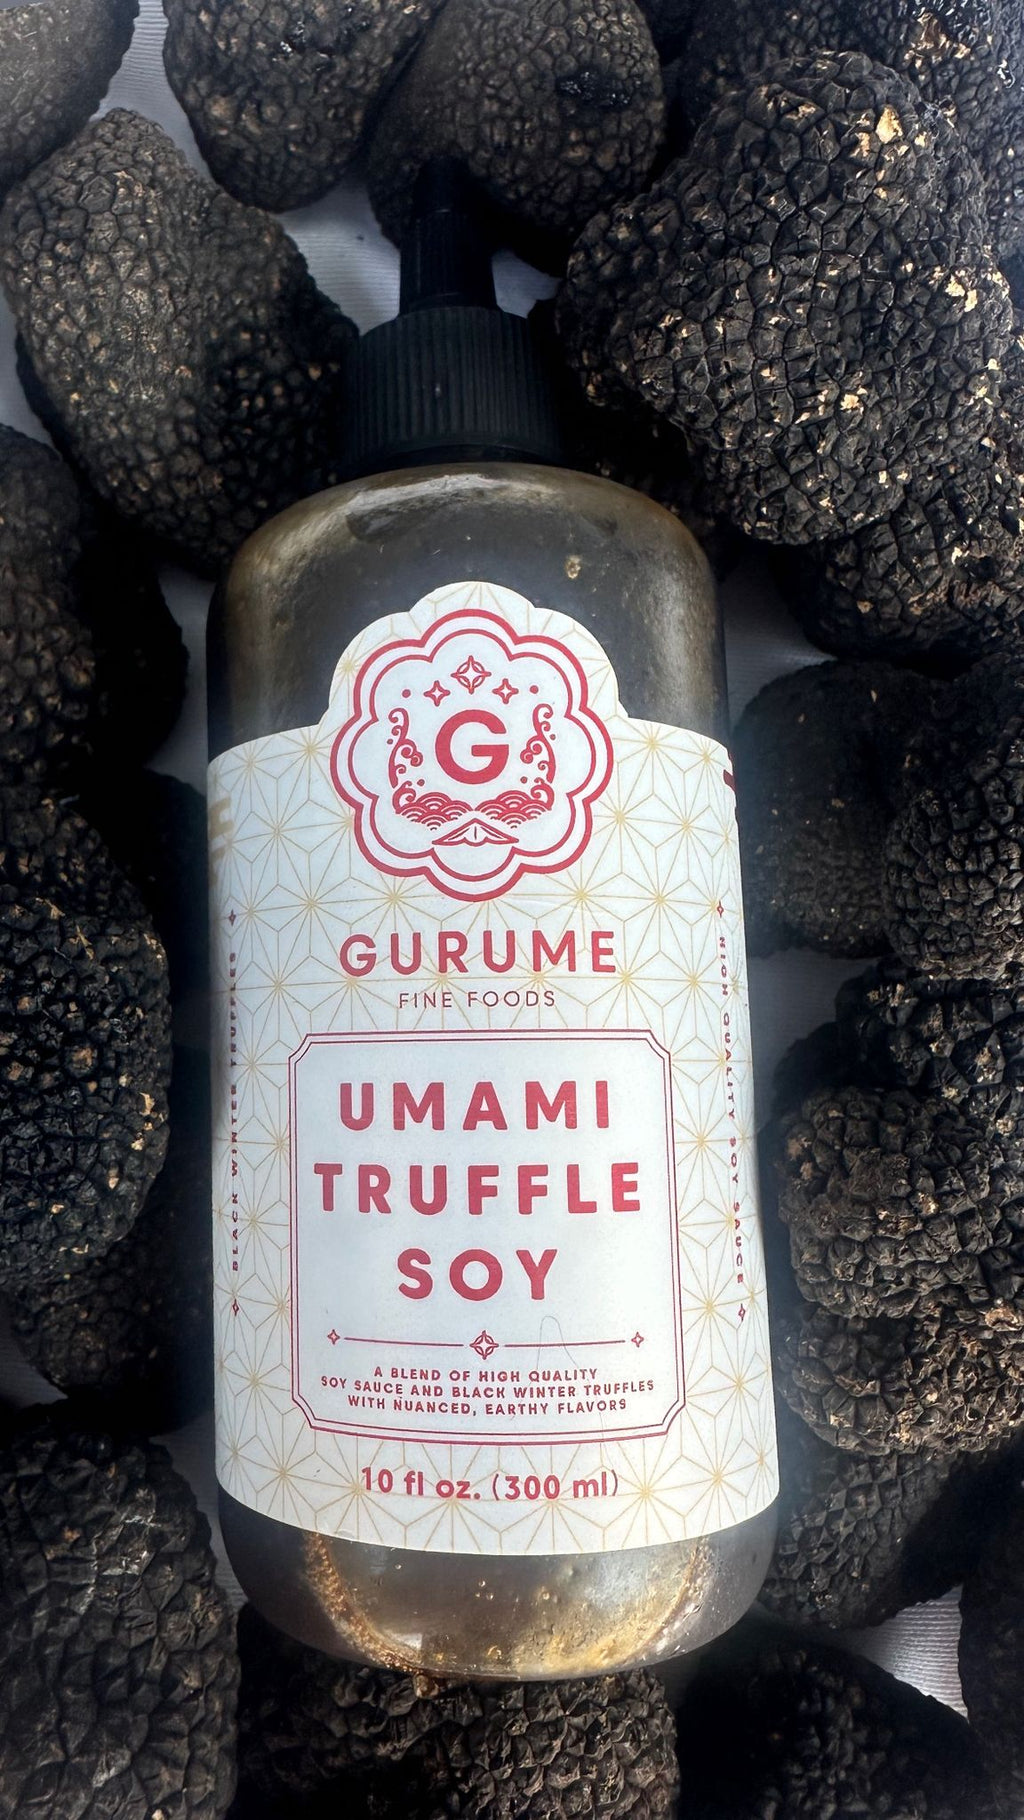 G
GURUME
FINE FOODS
UMAMI
TRUFFLE
SOY
A BLEND OF HIGH QUALITY
SOY SAUCE AND BLACK WINTER TRUFFLES
WITH NUANCED, EARTHY FLAVORS
10 fl oz. (300 ml)
BLACK WINTER TRUFFLES
HIGH QUALITY SOY SAUCE